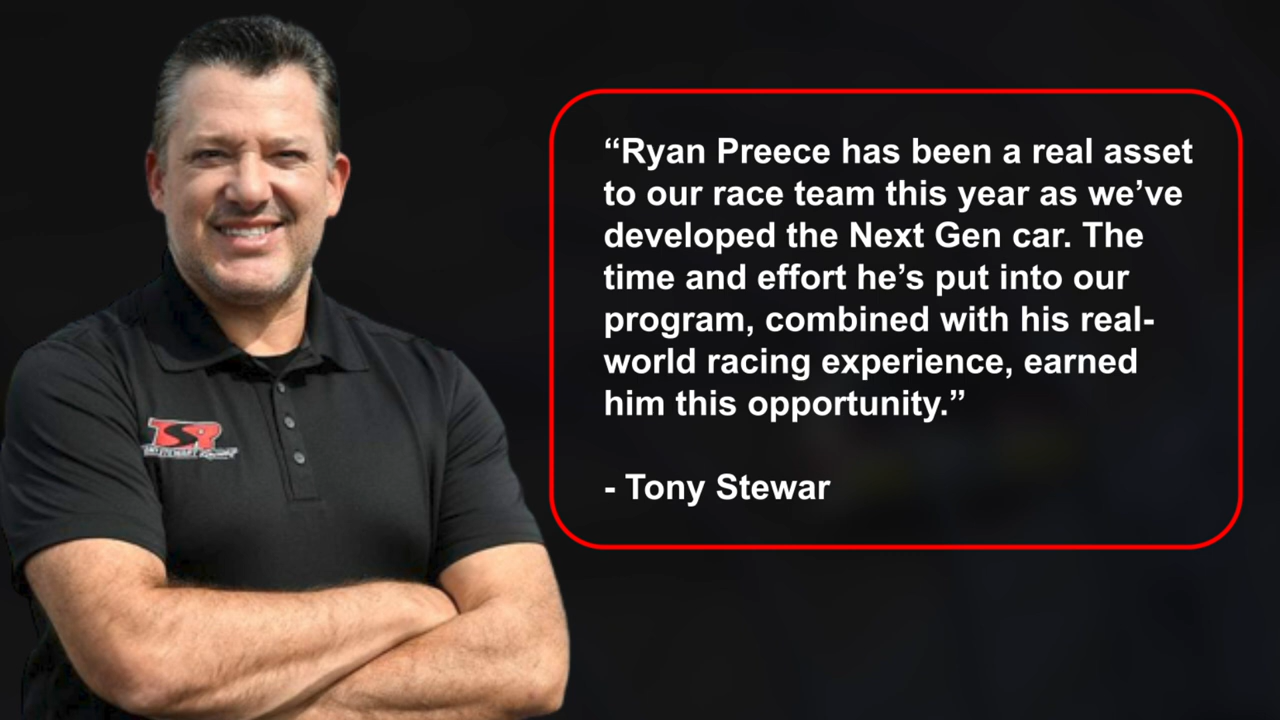 “Ryan Preece has been a real asset
to our race team this year as we’ve
developed the Next Gen car. The
time and effort he’s put into our
program, combined with his real-
world racing experience, earned
him this opportunity.”
- Tony Stewar
TSR